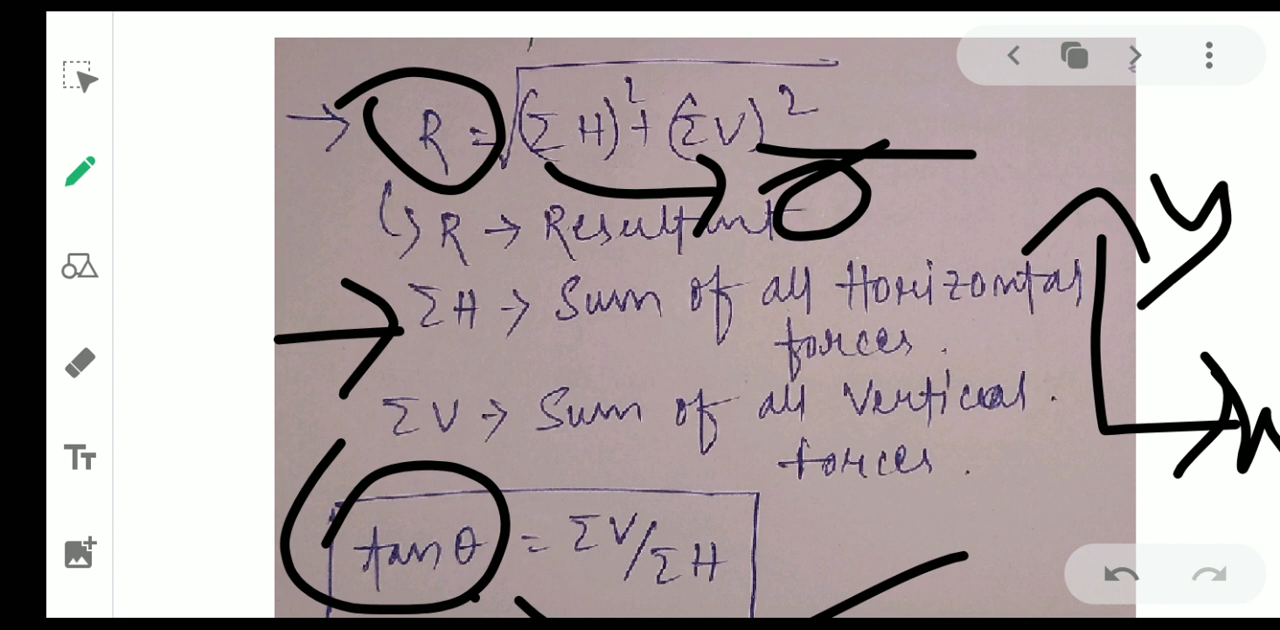 → R = √(ΣH)² + (ΣV)²
↳ R → Resultant
ΣH → Sum of all Horizontal
forces.
ΣV → Sum of all Vertical
forces.
tan θ = ΣV/ΣH
y
Tт